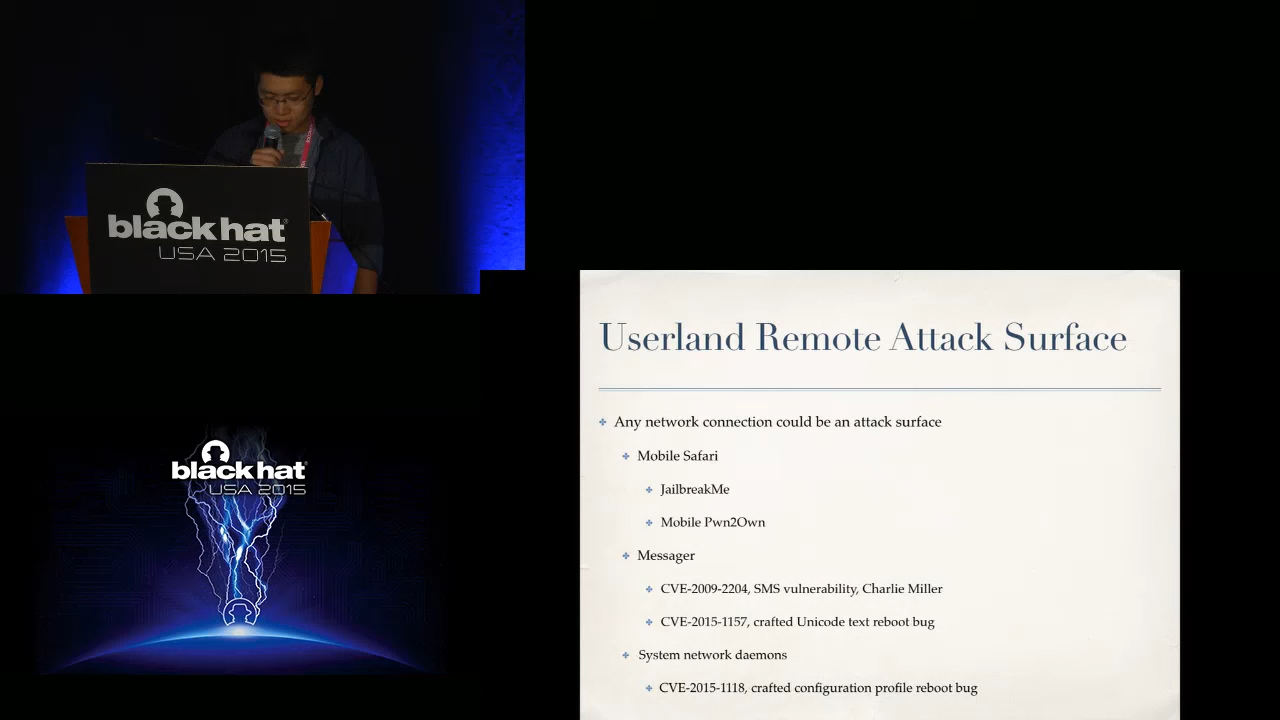 black hat
USA 2015
black hat
USA 2015
Userland Remote Attack Surface
Any network connection could be an attack surface
Mobile Safari
JailbreakMe
Mobile Pwn2Own
Messager
CVE-2009-2204, SMS vulnerability, Charlie Miller
CVE-2015-1157, crafted Unicode text reboot bug
System network daemons
CVE-2015-1118, crafted configuration profile reboot bug